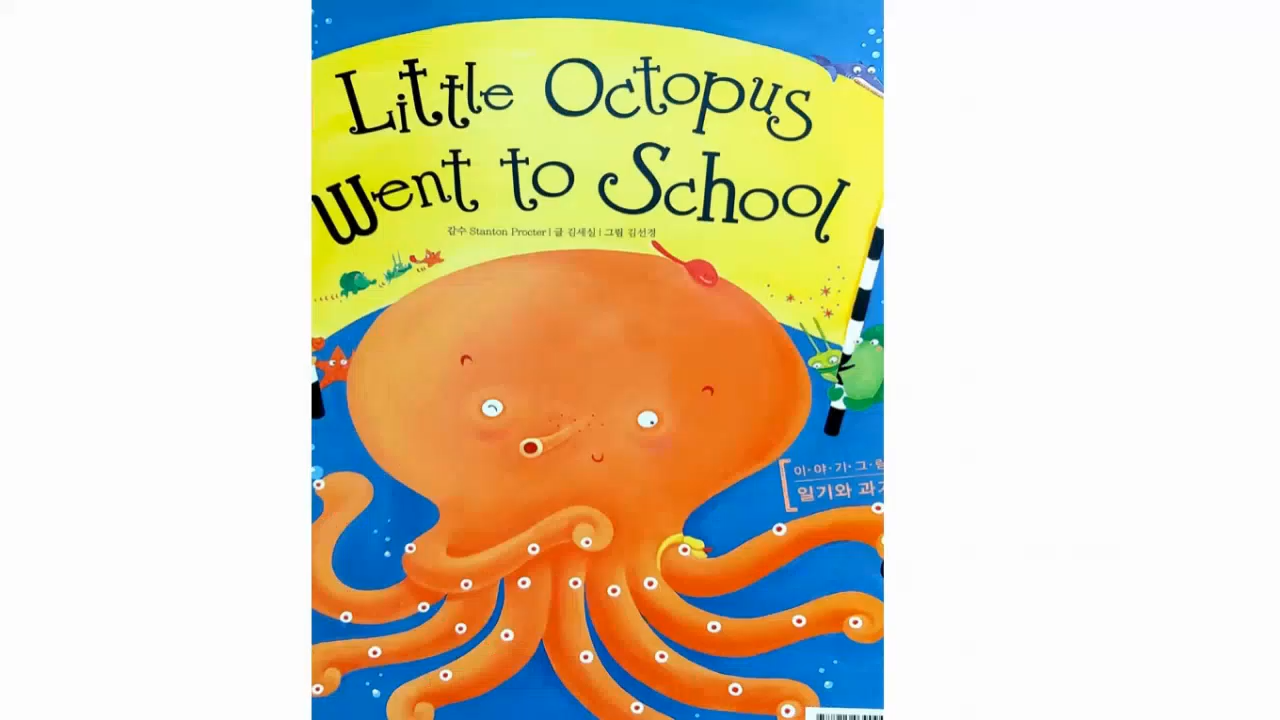 Little Octopus
Went to School
감수 Stanton Procter | 글 김세실 | 그림 김선경
이·야·기·그·림
일기와 과